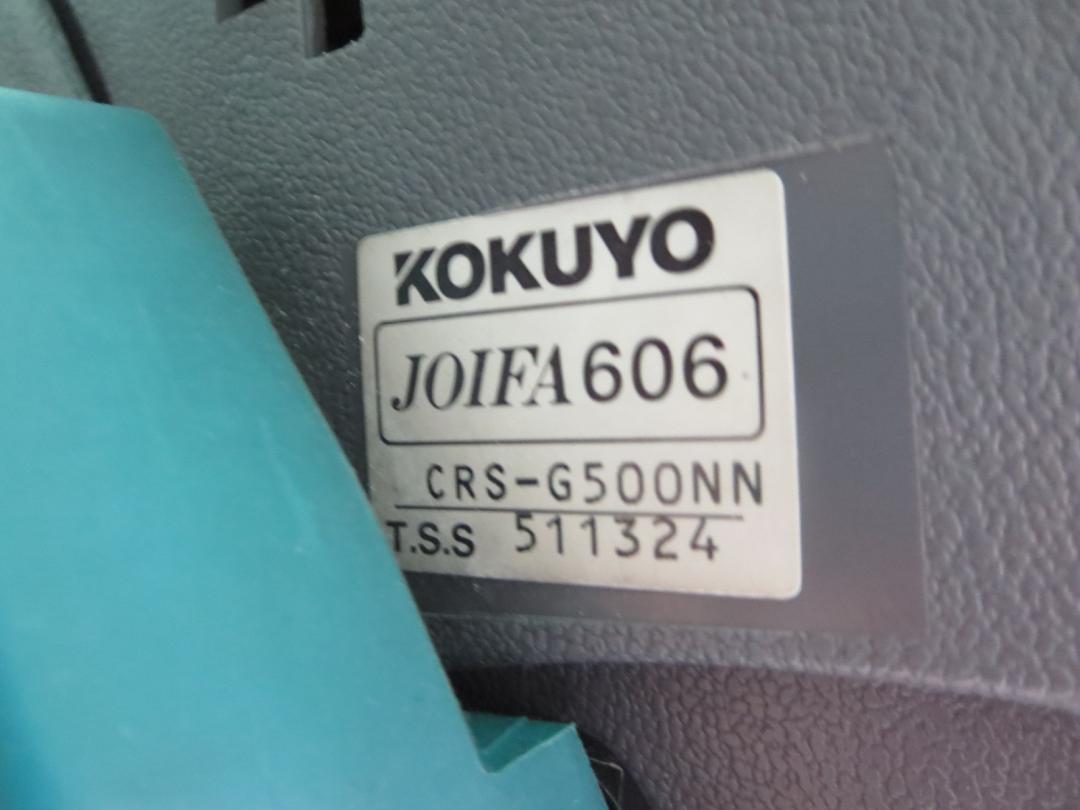 KOKUYO
JOIFA606
CRS-G500NN
T.S.S 511324